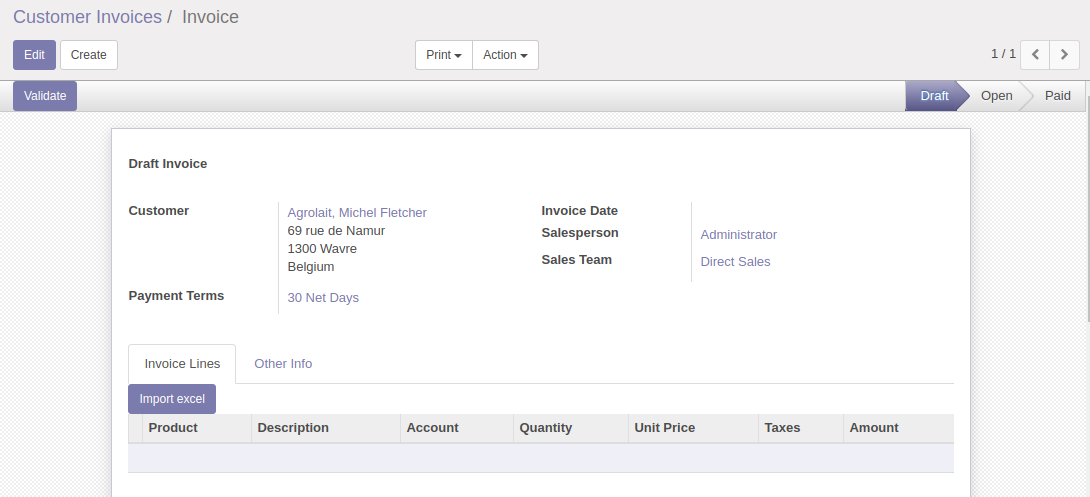 Customer Invoices / Invoice
Edit Create Print Action 1 / 1
Validate Draft Open Paid
Draft Invoice
Customer
Agrolait, Michel Fletcher
69 rue de Namur
1300 Wavre
Belgium
Payment Terms
30 Net Days
Invoice Date
Salesperson
Administrator
Sales Team
Direct Sales
Invoice Lines Other Info
Import excel
Product Description Account Quantity Unit Price Taxes Amount